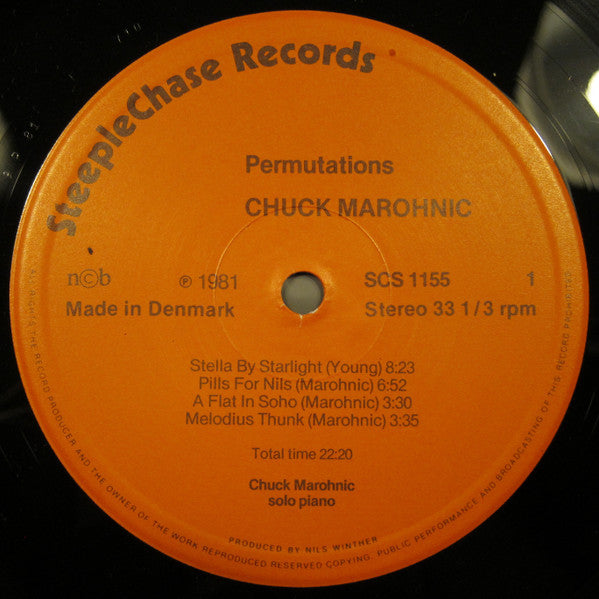 SteepleChase Records
Permutations
CHUCK MAROHNIC
n©b ℗ 1981 SCS 1155 1
Made in Denmark Stereo 33 1/3 rpm
Stella By Starlight (Young) 8:23
Pills For Nils (Marohnic) 6:52
A Flat In Soho (Marohnic) 3:30
Melodius Thunk (Marohnic) 3:35
Total time 22:20
Chuck Marohnic
solo piano
PRODUCED BY NILS WINTHER
ALL RIGHTS THE RECORD PRODUCER AND THE OWNER OF THE WORK REPRODUCED RESERVED COPYING, PUBLIC PERFORMANCE AND BROADCASTING OF THIS RECORD PROHIBITED